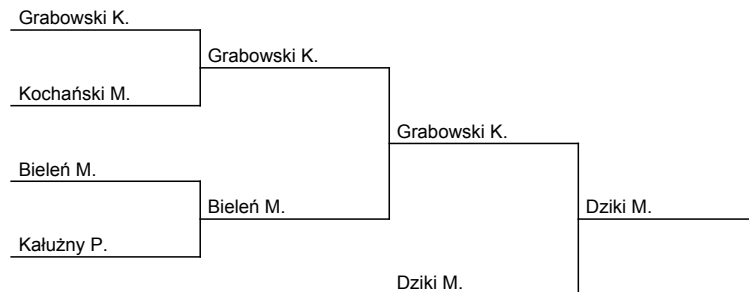 Grabowski K.
Grabowski K.
Kochański M.
Grabowski K.
Bieleń M.
Bieleń M.
Dziki M.
Kałużny P.
Dziki M.